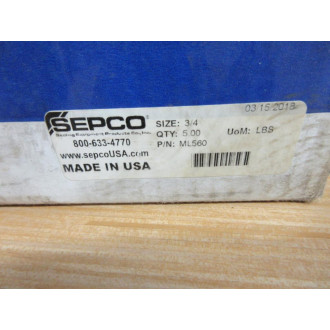 03/15/2018
SEPCO
Sealing Equipment Products Co., Inc.
800-633-4770
www.sepcoUSA.com
MADE IN USA
SIZE: 3/4
QTY: 5.00 UoM: LBS
P/N: ML560